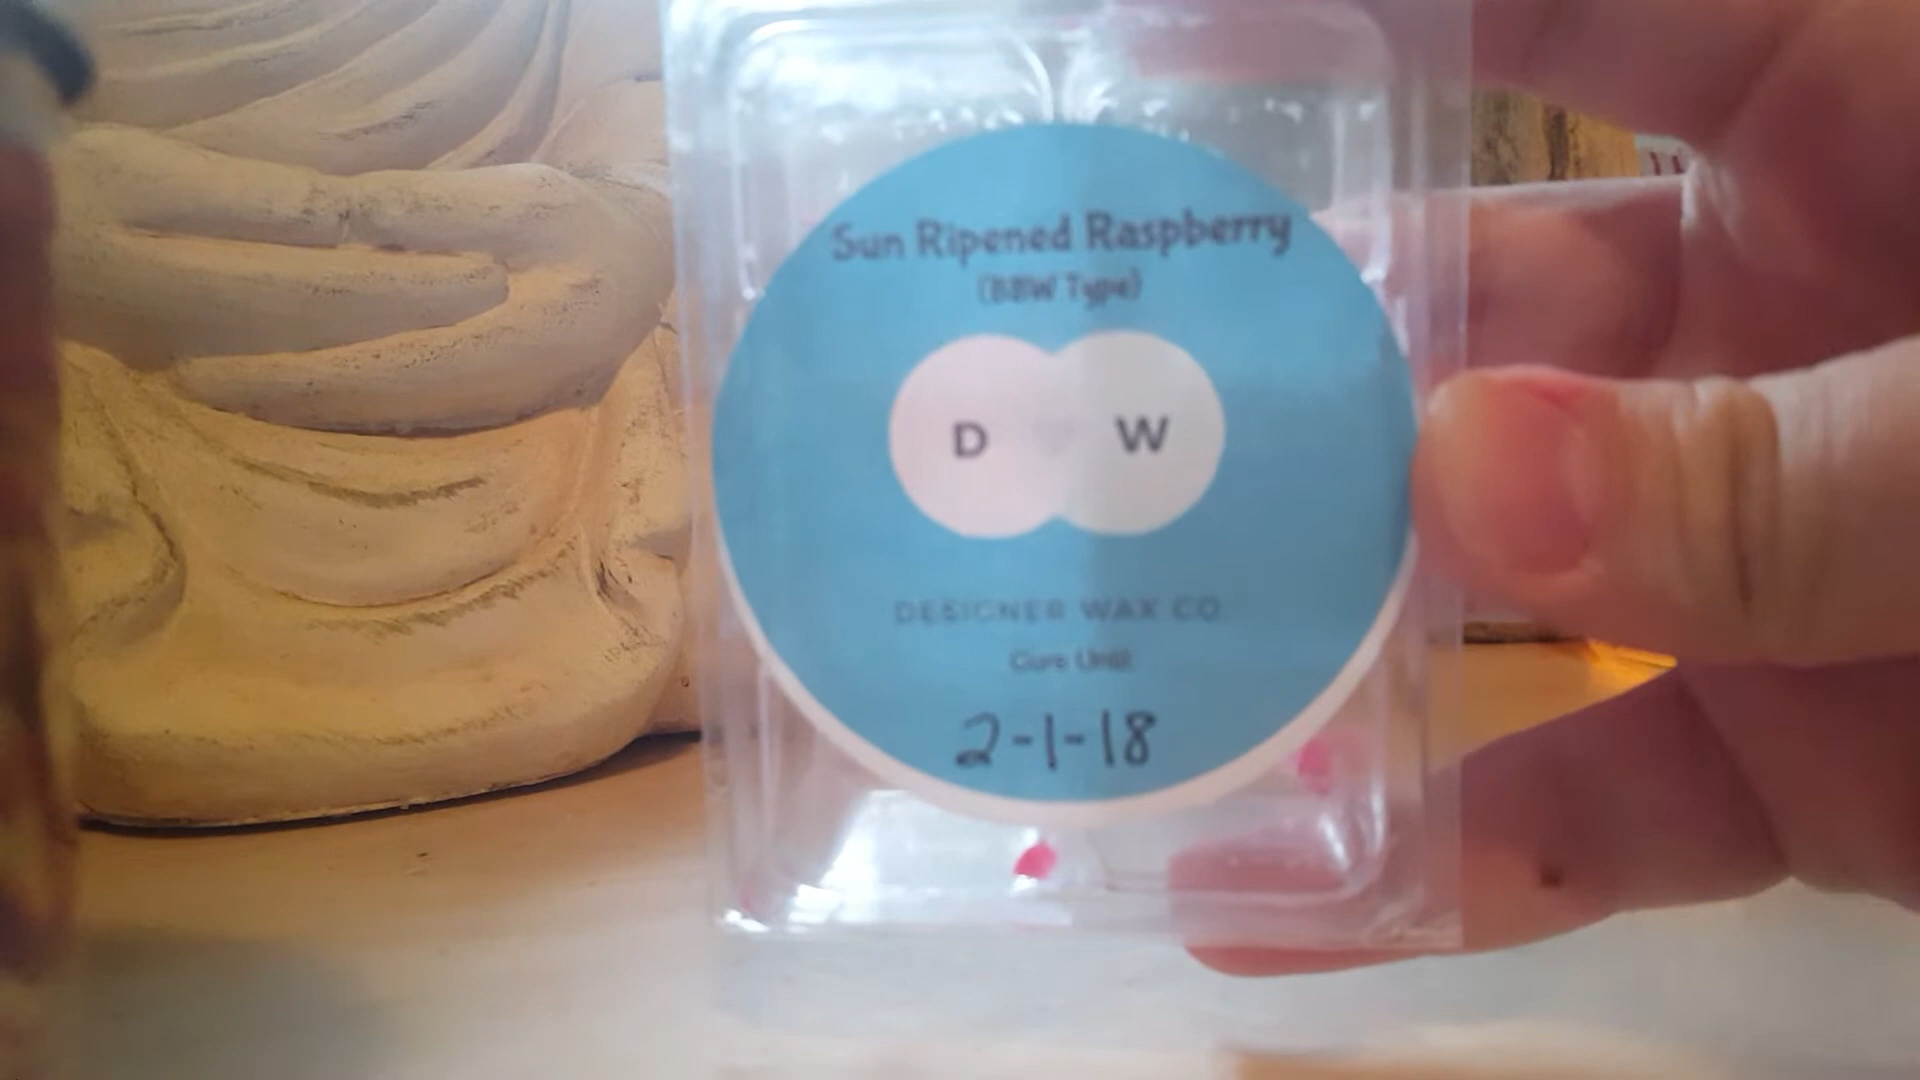 Sun Ripened Raspberry
(BBW Type)
D W
DESIGNER WAX CO.
Cure Until
2-1-18